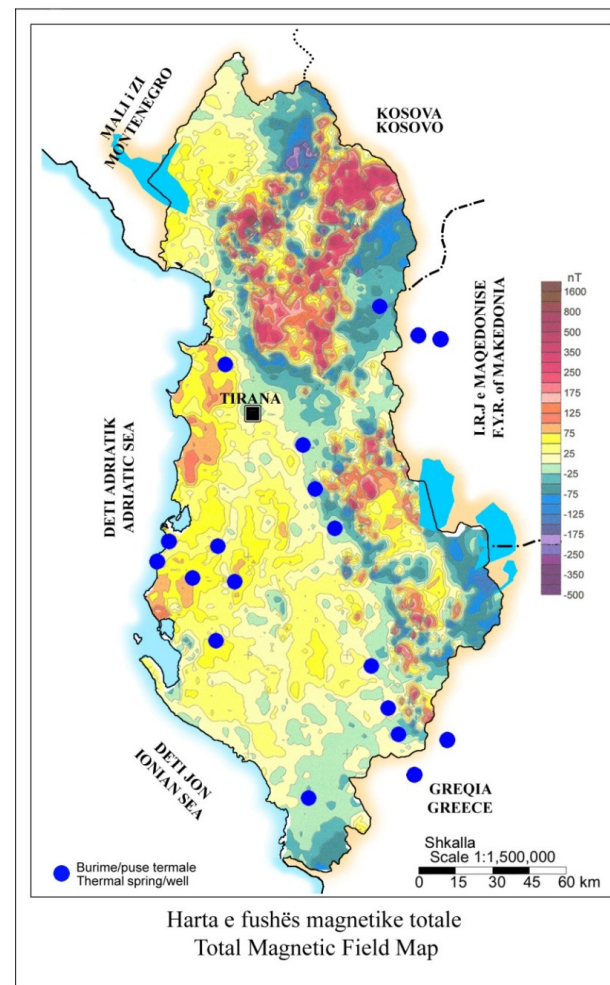 MALI i ZI
MONTENEGRO
KOSOVA
KOSOVO
I.R.J e MAQEDONISE
F.Y.R. of MAKEDONIA
nT
1600
800
500
350
250
175
125
75
25
-25
-75
-125
-175
-250
-350
-500
TIRANA
DETI ADRIATIK
ADRIATIC SEA
DETI JON
IONIAN SEA
GREQIA
GREECE
Shkalla
Scale 1:1,500,000
0 15 30 45 60 km
Burime/puse termale
Thermal spring/well
Harta e fushës magnetike totale
Total Magnetic Field Map